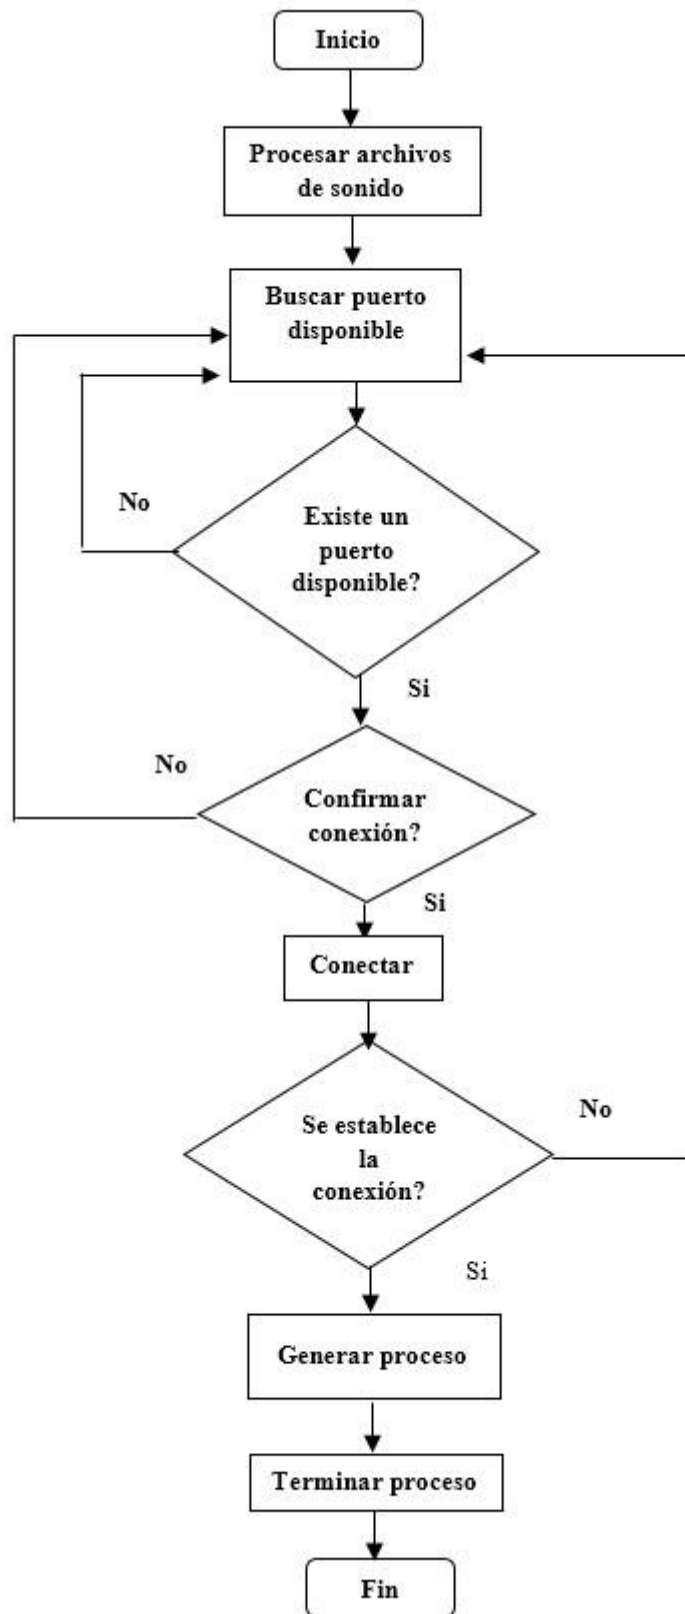 Inicio
Procesar archivos
de sonido
Buscar puerto
disponible
No
Existe un
puerto
disponible?
Si
No
Confirmar
conexión?
Si
Conectar
Se establece
la
conexión?
No
Si
Generar proceso
Terminar proceso
Fin